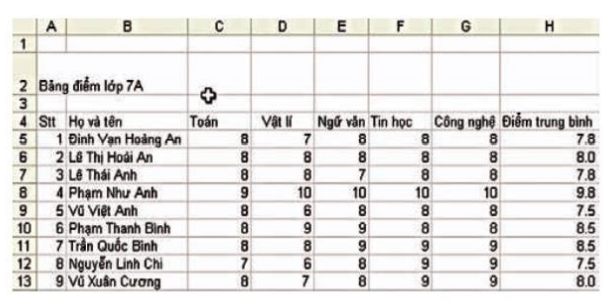 A B C D E F G H
1
2 Bảng điểm lớp 7A
3
4 Stt Họ và tên Toán Vật lí Ngữ văn Tin học Công nghệ Điểm trung bình
5 1 Đinh Vạn Hoàng An 8 7 8 8 8 7.8
6 2 Lê Thị Hoài An 8 8 8 8 8 8.0
7 3 Lê Thái Anh 8 8 7 8 8 7.8
8 4 Phạm Như Anh 9 10 10 10 10 9.8
9 5 Vũ Việt Anh 8 6 8 8 8 7.5
10 6 Phạm Thanh Bình 8 9 9 8 8 8.5
11 7 Trần Quốc Bình 8 8 9 9 9 8.5
12 8 Nguyễn Linh Chi 7 6 8 9 9 7.5
13 9 Vũ Xuân Cương 8 7 8 9 9 8.0